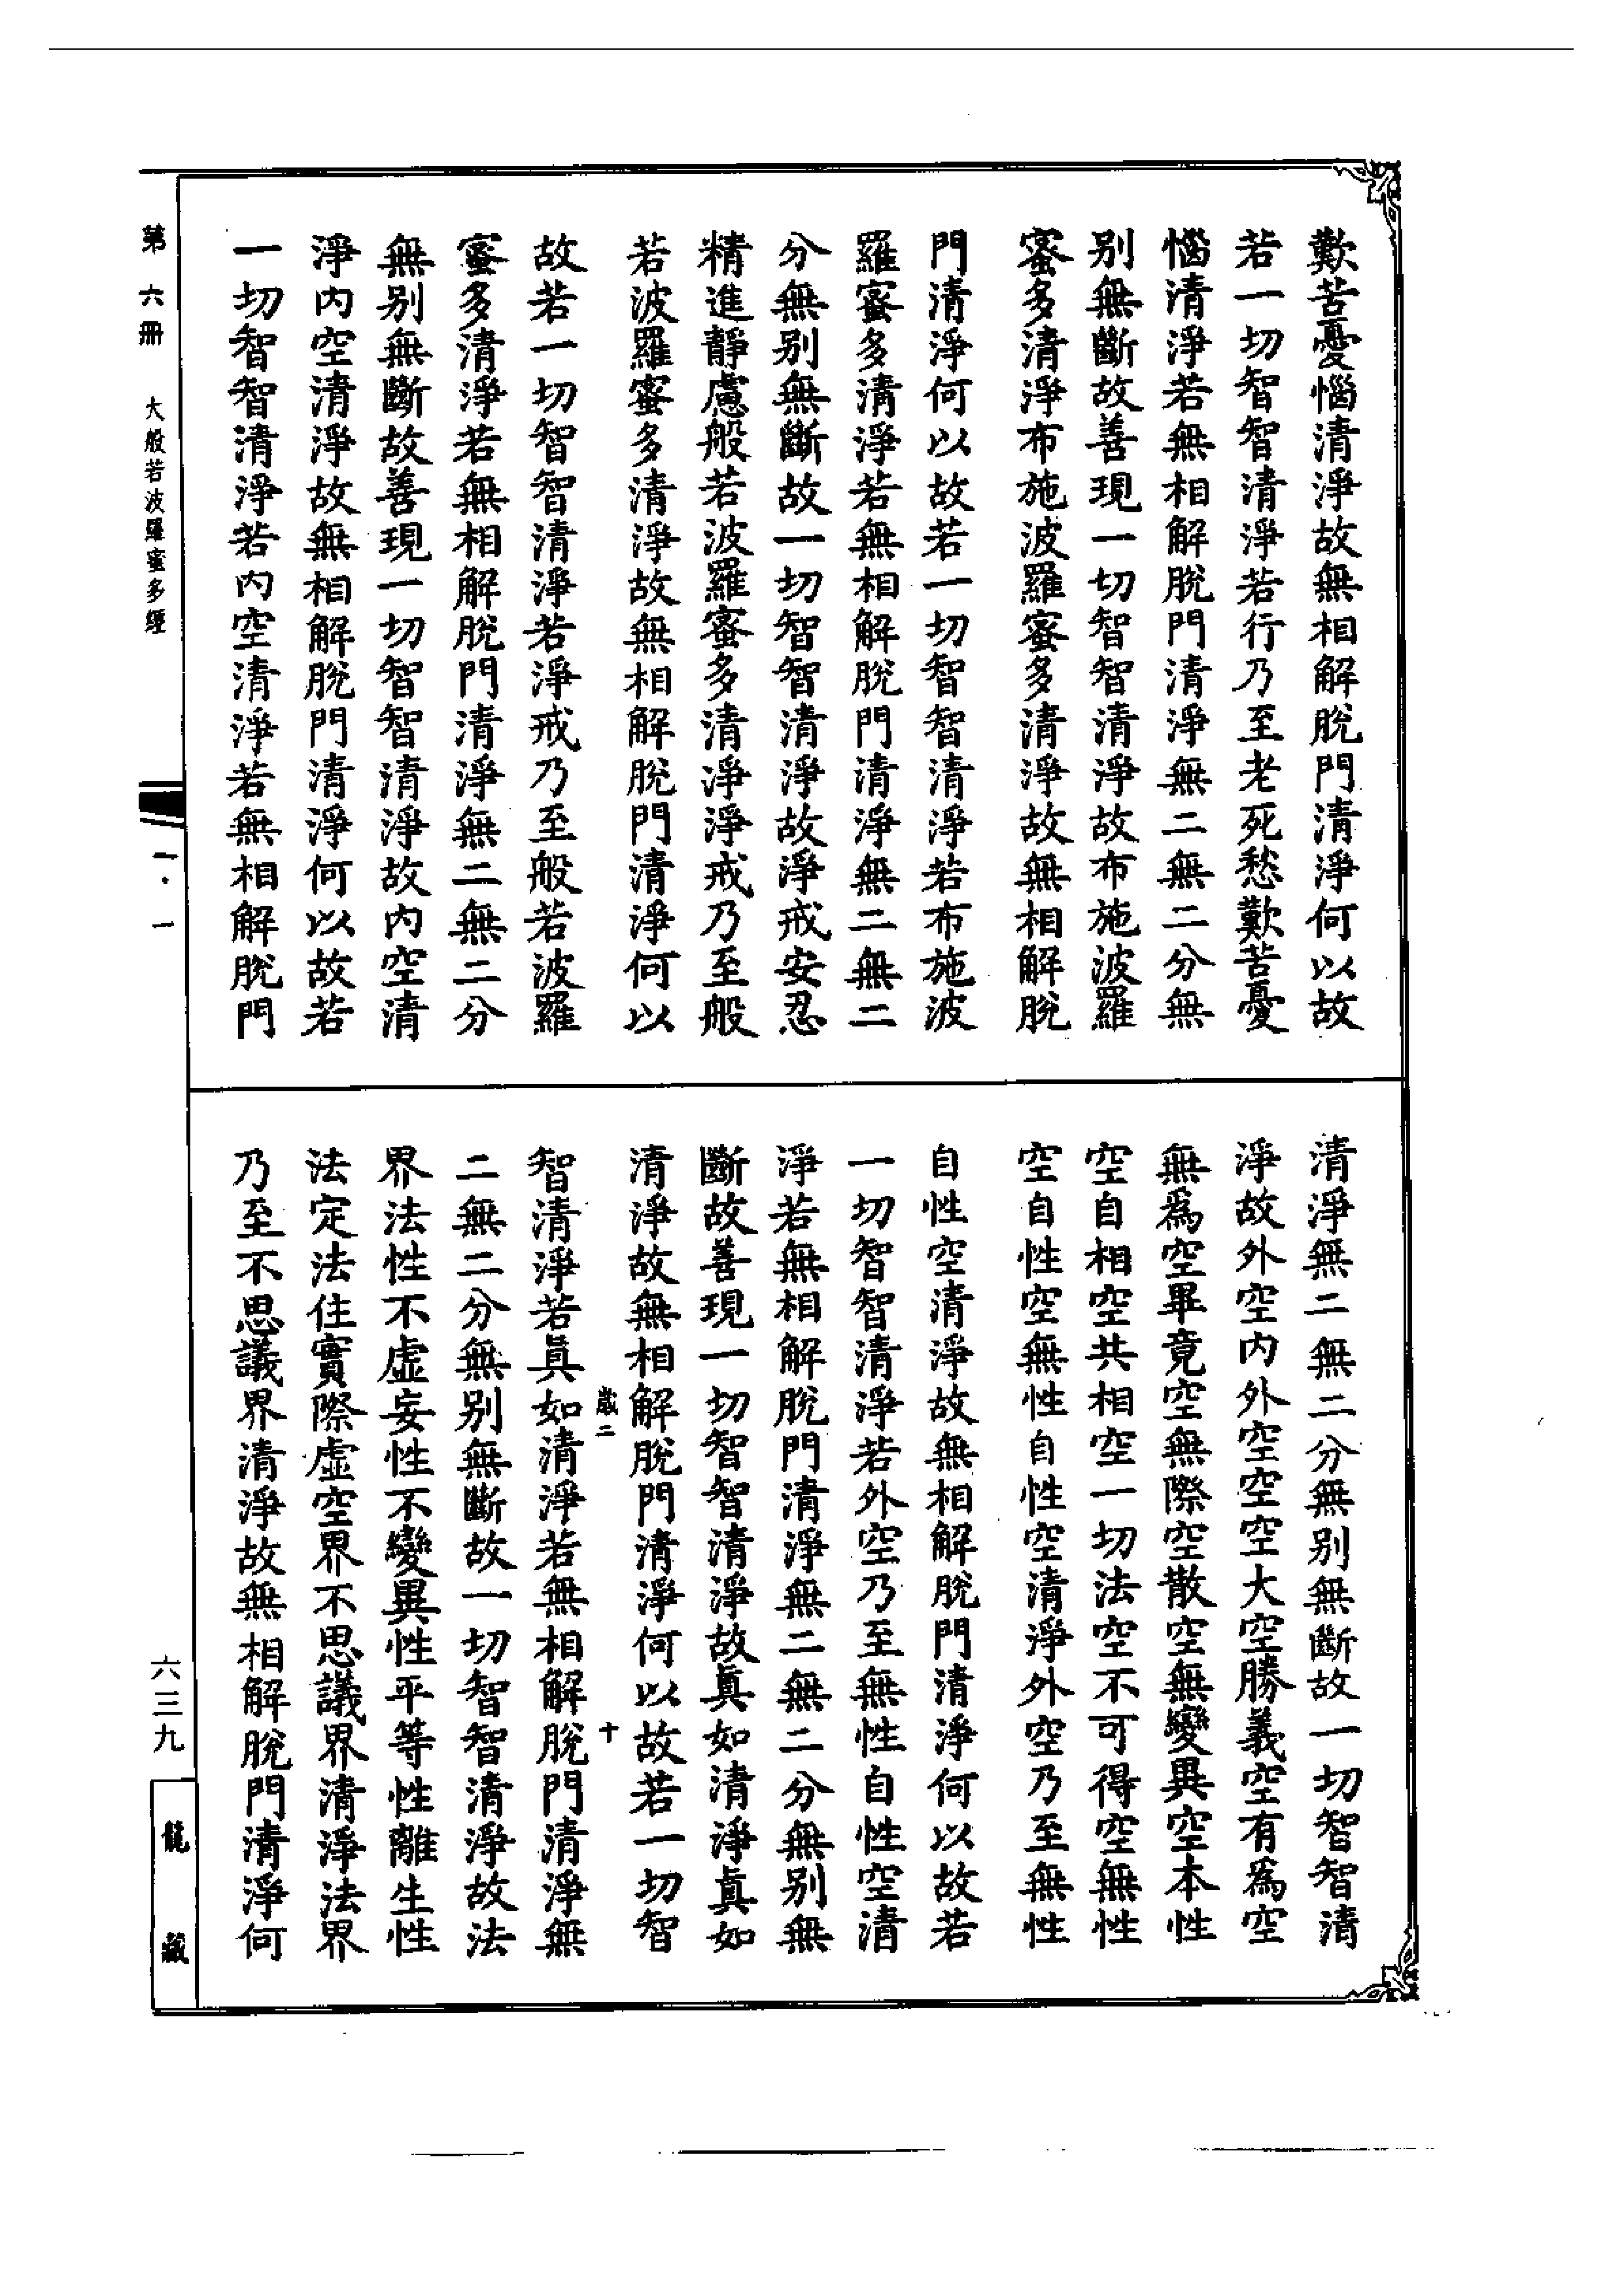 歎苦憂惱清淨故無相解脫門清淨何以故
若一切智智清淨若行乃至老死愁歎苦憂
惱清淨若無相解脫門清淨無二無二分無
别無斷故善現一切智智清淨故布施波羅
蜜多清淨布施波羅蜜多清淨故無相解脫
門清淨何以故若一切智智清淨若布施波
羅蜜多清淨若無相解脫門清淨無二無二
分無别無斷故一切智智清淨故淨戒安忍
精進靜慮般若波羅蜜多清淨淨戒乃至般
若波羅蜜多清淨故無相解脫門清淨何以
故若一切智智清淨若淨戒乃至般若波羅
蜜多清淨若無相解脫門清淨無二無二分
無别無斷故善現一切智智清淨故內空清
淨內空清淨故無相解脫門清淨何以故若
一切智智清淨若內空清淨若無相解脫門
清淨無二無二分無别無斷故一切智智清
淨故外空內外空空空大空勝義空有為空
無為空畢竟空無際空散空無變異空本性
空自相空共相空一切法空不可得空無性
空自性空無性自性空清淨外空乃至無性
自性空清淨故無相解脫門清淨何以故若
一切智智清淨若外空乃至無性自性空清
淨若無相解脫門清淨無二無二分無别無
斷故善現一切智智清淨故真如清淨真如
清淨故無相解脫門清淨何以故若一切智
歲二 十
智清淨若真如清淨若無相解脫門清淨無
二無二分無别無斷故一切智智清淨故法
界法性不虛妄性不變異性平等性離生性
法定法住實際虛空界不思議界清淨法界
乃至不思議界清淨故無相解脫門清淨何
第六冊 大般若波羅蜜多經 一·一 六三九
龍藏